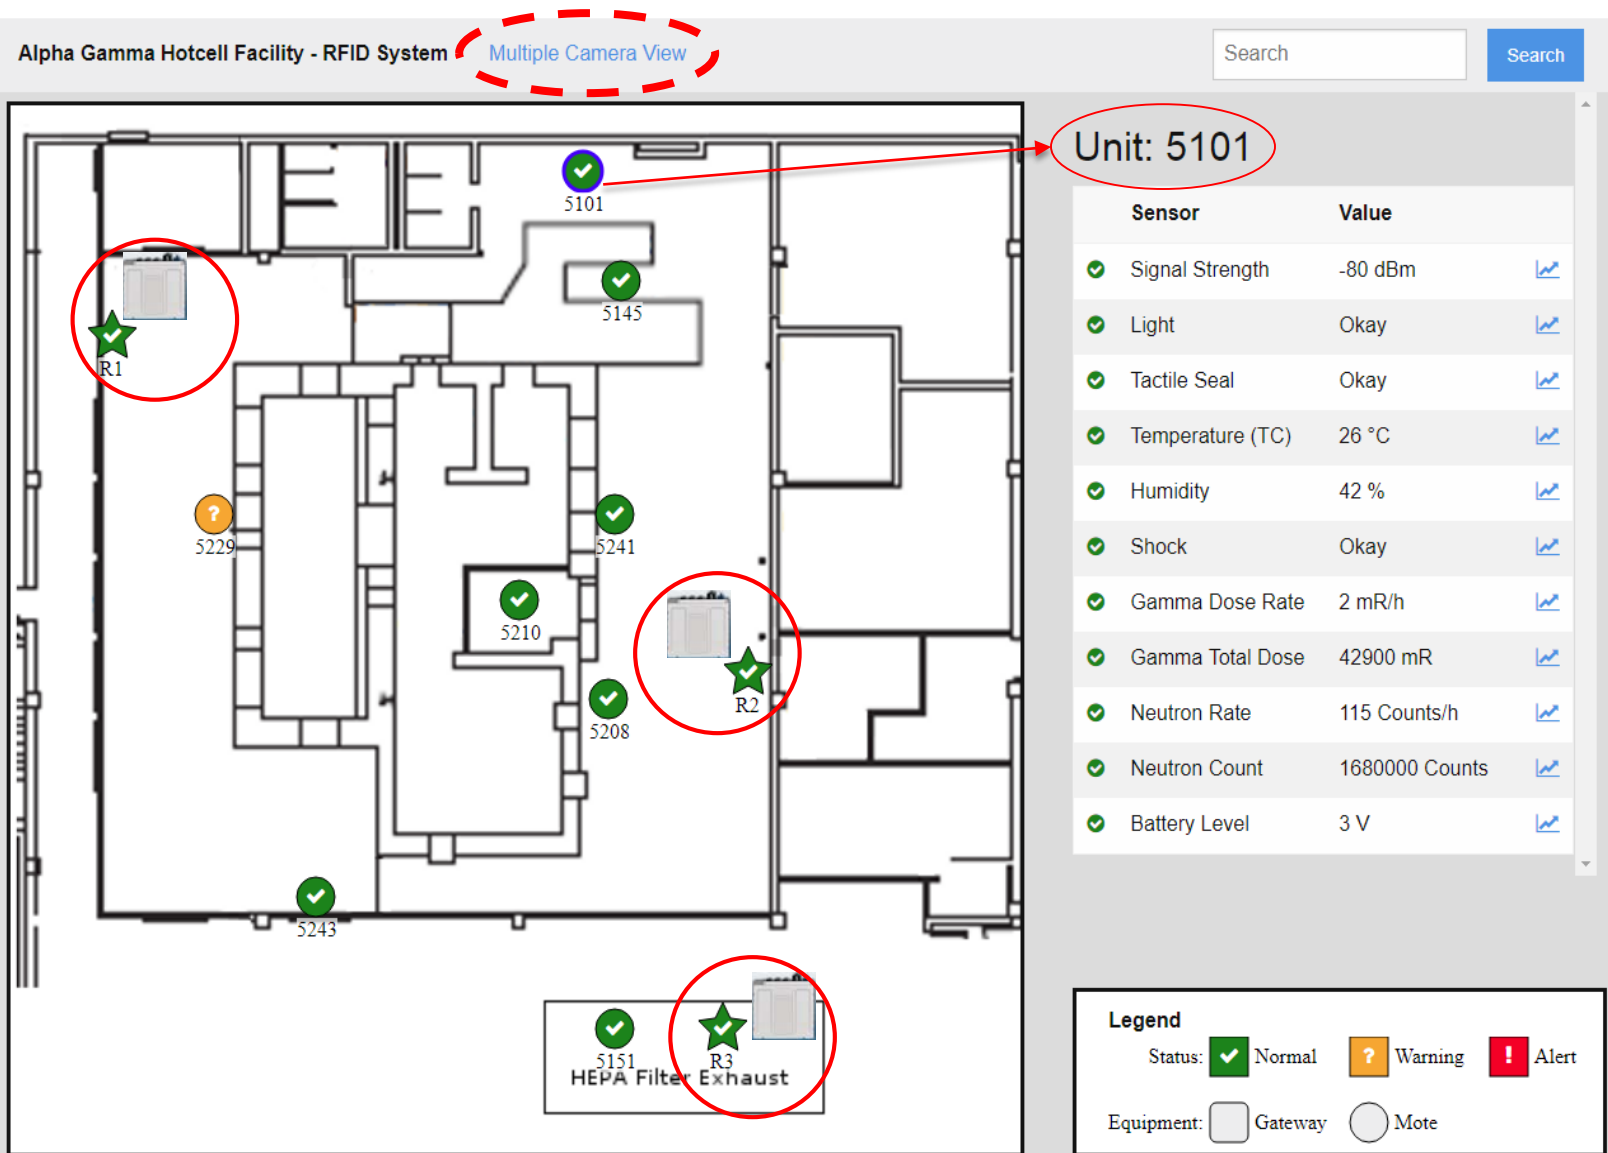 Alpha Gamma Hotcell Facility - RFID System
Multiple Camera View
Search
Search
5101
5145
R1
5229
5241
5210
R2
5208
5243
5151
R3
HEPA Filter Exhaust
Unit: 5101
Sensor Value
Signal Strength -80 dBm
Light Okay
Tactile Seal Okay
Temperature (TC) 26 °C
Humidity 42 %
Shock Okay
Gamma Dose Rate 2 mR/h
Gamma Total Dose 42900 mR
Neutron Rate 115 Counts/h
Neutron Count 1680000 Counts
Battery Level 3 V
Legend
Status: Normal ? Warning ! Alert
Equipment: Gateway Mote